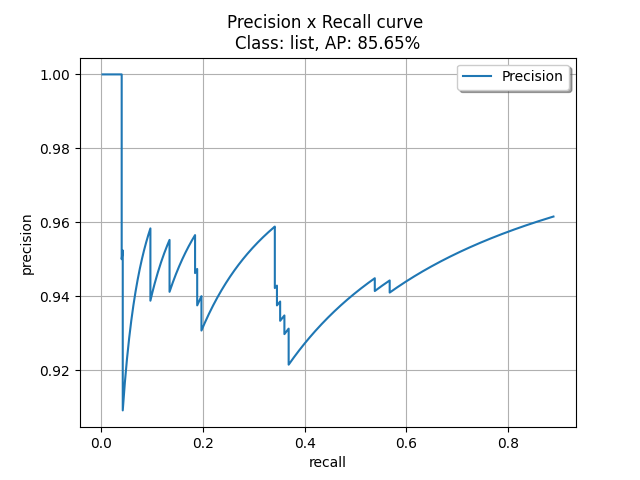 Precision x Recall curve
Class: list, AP: 85.65%
Precision
1.00
0.98
0.96
0.94
0.92
precision
0.0 0.2 0.4 0.6 0.8
recall